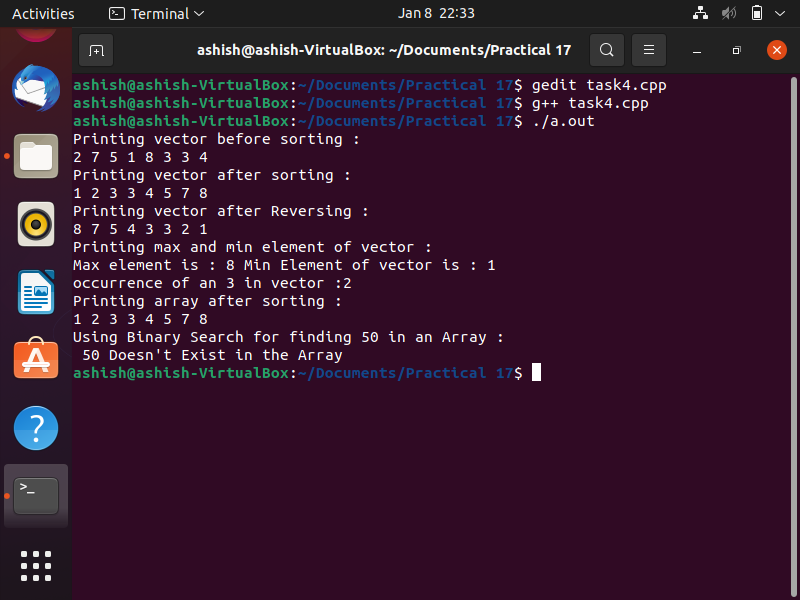 Activities Terminal Jan 8 22:33
ashish@ashish-VirtualBox: ~/Documents/Practical 17
ashish@ashish-VirtualBox:~/Documents/Practical 17$ gedit task4.cpp
ashish@ashish-VirtualBox:~/Documents/Practical 17$ g++ task4.cpp
ashish@ashish-VirtualBox:~/Documents/Practical 17$ ./a.out
Printing vector before sorting :
2 7 5 1 8 3 3 4
Printing vector after sorting :
1 2 3 3 4 5 7 8
Printing vector after Reversing :
8 7 5 4 3 3 2 1
Printing max and min element of vector :
Max element is : 8 Min Element of vector is : 1
occurrence of an 3 in vector :2
Printing array after sorting :
1 2 3 3 4 5 7 8
Using Binary Search for finding 50 in an Array :
 50 Doesn't Exist in the Array
ashish@ashish-VirtualBox:~/Documents/Practical 17$